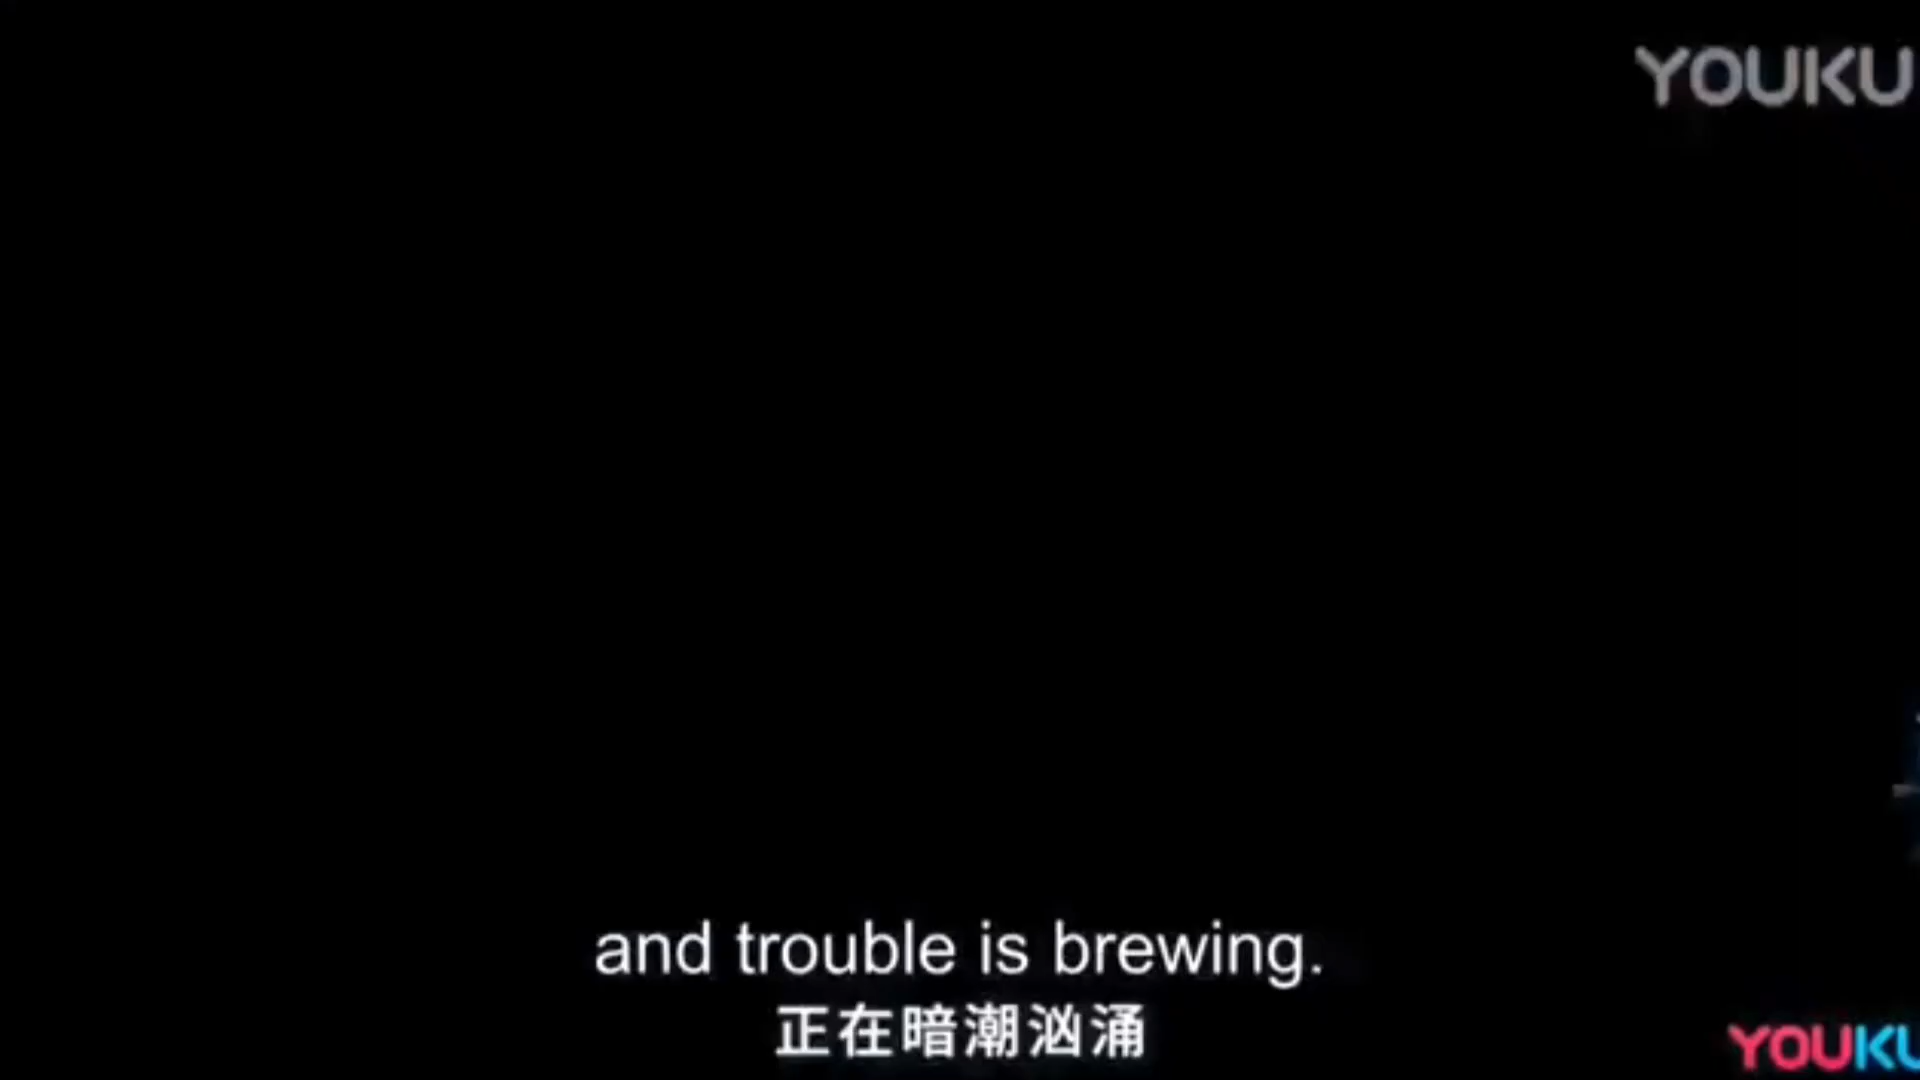 YOUKU
and trouble is brewing.
正在暗潮汹涌
YOUKU